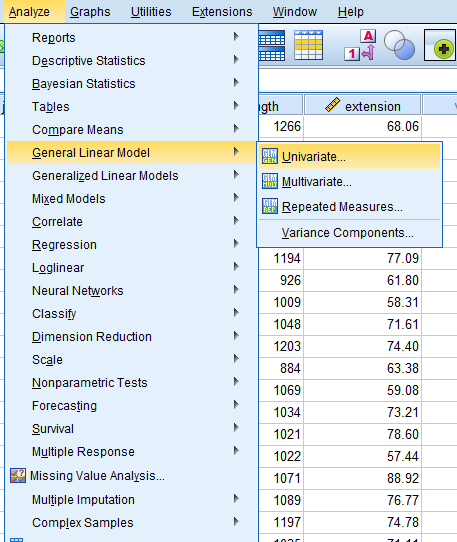 Analyze Graphs Utilities Extensions Window Help
Reports
Descriptive Statistics
Bayesian Statistics
Tables
ngth extension
Compare Means
1266 68.06
General Linear Model
Univariate...
Generalized Linear Models
Multivariate...
Mixed Models
Repeated Measures...
Correlate
Variance Components...
Regression
1194 77.09
Loglinear
926 61.80
Neural Networks
1009 58.31
Classify
1048 71.61
Dimension Reduction
1203 74.40
Scale
884 63.38
Nonparametric Tests
1069 59.08
Forecasting
1034 73.21
Survival
1021 78.60
Multiple Response
1022 57.44
Missing Value Analysis...
1071 88.92
Multiple Imputation
1089 76.77
Complex Samples
1197 74.78